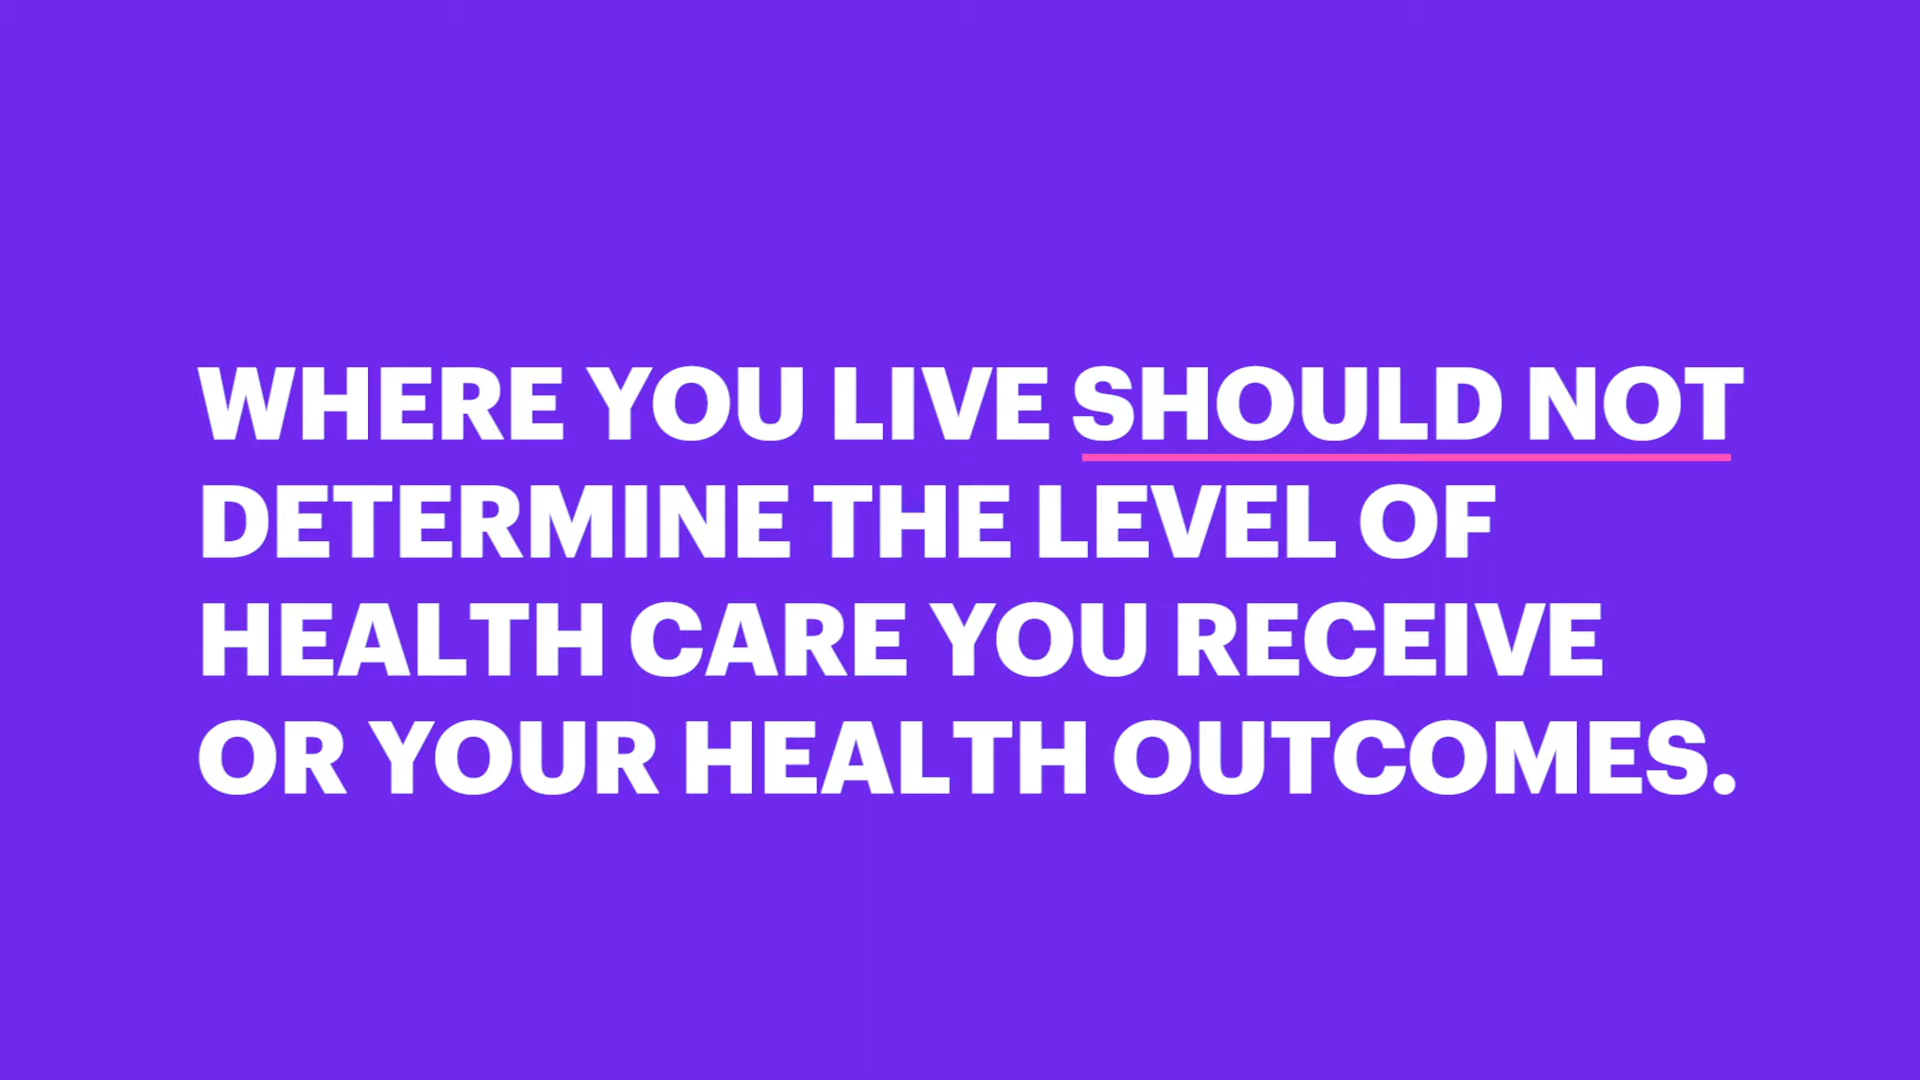 WHERE YOU LIVE SHOULD NOT
DETERMINE THE LEVEL OF
HEALTH CARE YOU RECEIVE
OR YOUR HEALTH OUTCOMES.